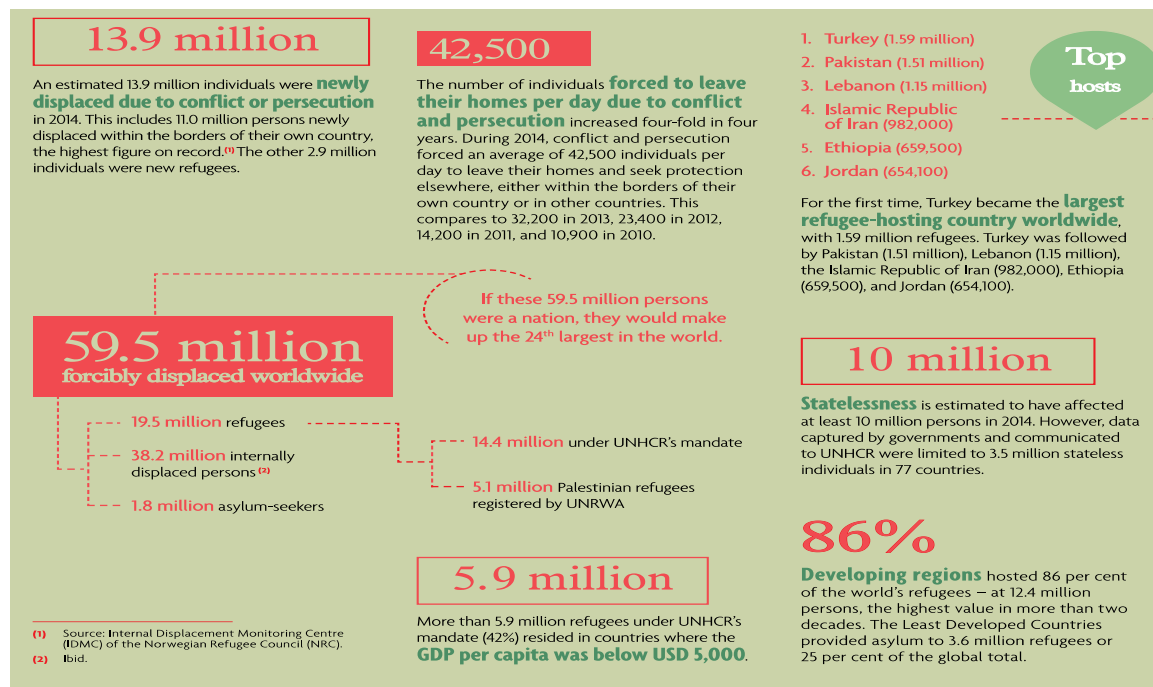 13.9 million
An estimated 13.9 million individuals were newly
displaced due to conflict or persecution
in 2014. This includes 11.0 million persons newly
displaced within the borders of their own country,
the highest figure on record.(1) The other 2.9 million
individuals were new refugees.
42,500
The number of individuals forced to leave
their homes per day due to conflict
and persecution increased four-fold in four
years. During 2014, conflict and persecution
forced an average of 42,500 individuals per
day to leave their homes and seek protection
elsewhere, either within the borders of their
own country or in other countries. This
compares to 32,200 in 2013, 23,400 in 2012,
14,200 in 2011, and 10,900 in 2010.
Top
hosts
1. Turkey (1.59 million)
2. Pakistan (1.51 million)
3. Lebanon (1.15 million)
4. Islamic Republic
of Iran (982,000)
5. Ethiopia (659,500)
6. Jordan (654,100)
For the first time, Turkey became the largest
refugee-hosting country worldwide,
with 1.59 million refugees. Turkey was followed
by Pakistan (1.51 million), Lebanon (1.15 million),
the Islamic Republic of Iran (982,000), Ethiopia
(659,500), and Jordan (654,100).
If these 59.5 million persons
were a nation, they would make
up the 24th largest in the world.
59.5 million
forcibly displaced worldwide
19.5 million refugees
38.2 million internally
displaced persons (2)
1.8 million asylum-seekers
14.4 million under UNHCR's mandate
5.1 million Palestinian refugees
registered by UNRWA
10 million
Statelessness is estimated to have affected
at least 10 million persons in 2014. However, data
captured by governments and communicated
to UNHCR were limited to 3.5 million stateless
individuals in 77 countries.
5.9 million
More than 5.9 million refugees under UNHCR's
mandate (42%) resided in countries where the
GDP per capita was below USD 5,000.
86%
Developing regions hosted 86 per cent
of the world's refugees – at 12.4 million
persons, the highest value in more than two
decades. The Least Developed Countries
provided asylum to 3.6 million refugees or
25 per cent of the global total.
(1) Source: Internal Displacement Monitoring Centre
(IDMC) of the Norwegian Refugee Council (NRC).
(2) Ibid.